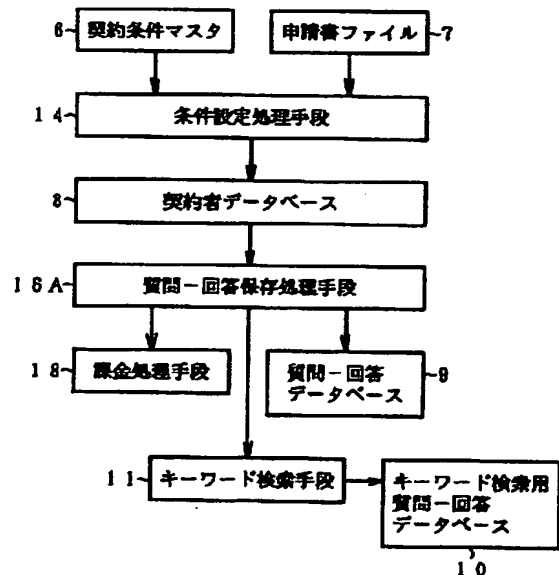 6 契約条件マスタ
申請書ファイル 7
14 条件設定処理手段
8 契約者データベース
16A 質問−回答保存処理手段
18 課金処理手段
質問−回答
データベース 9
11 キーワード検索手段
キーワード検索用
質問−回答
データベース
10